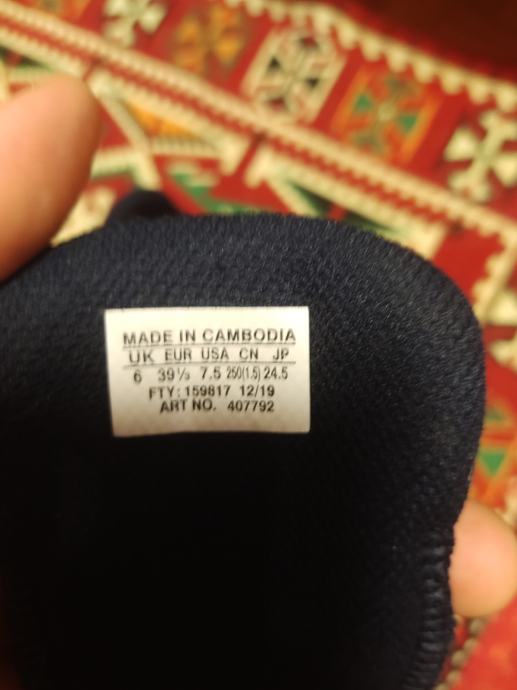 MADE IN CAMBODIA
UK EUR USA CN JP
6 39⅓ 7.5 250(1.5) 24.5
FTY: 159817 12/19
ART NO. 407792